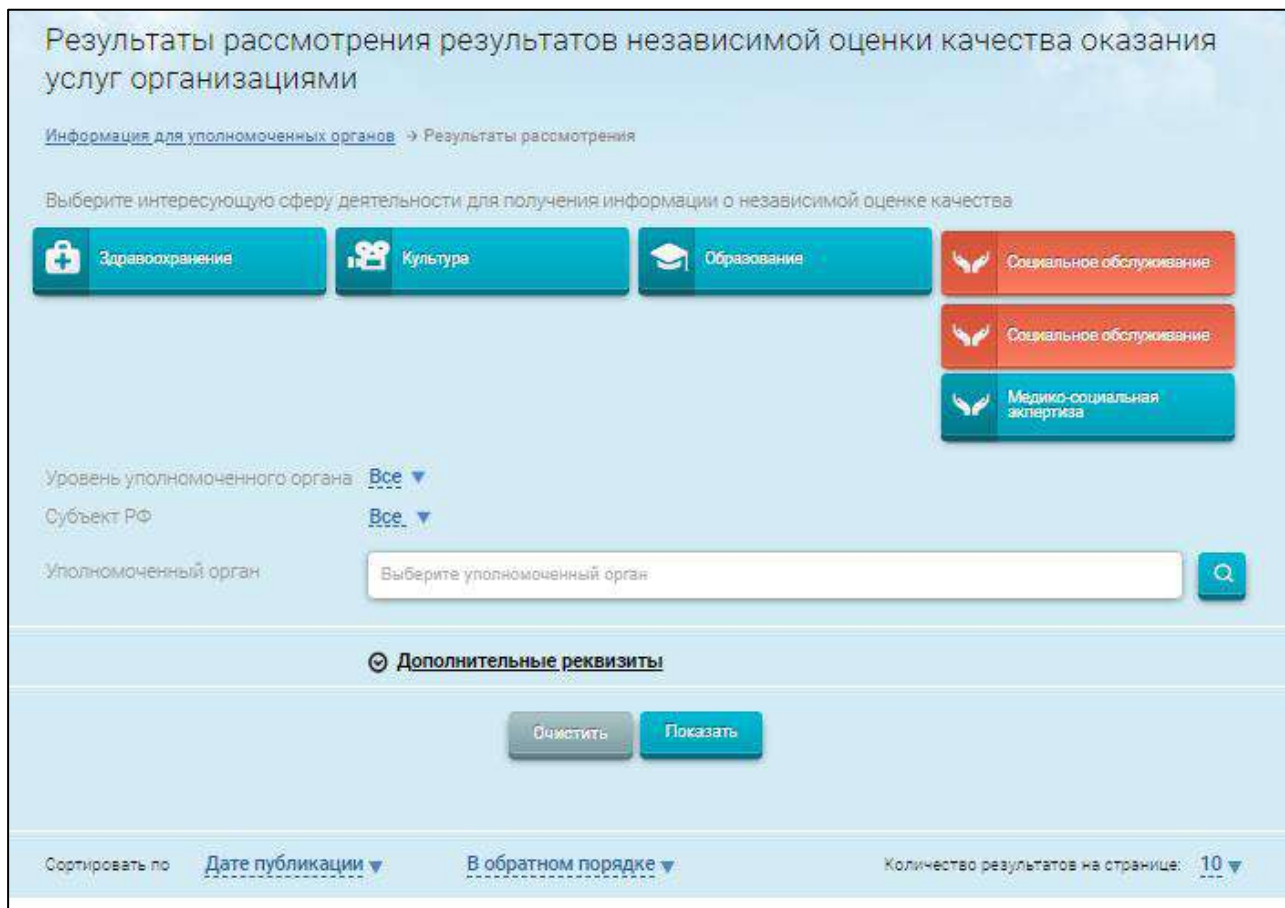 Результаты рассмотрения результатов независимой оценки качества оказания
услуг организациями
Информация для уполномоченных органов → Результаты рассмотрения
Выберите интересующую сферу деятельности для получения информации о независимой оценке качества
Здравоохранение
Культура
Образование
Социальное обслуживание
Социальное обслуживание
Медико-социальная
экпертиза
Уровень уполномоченного органа Все
Субъект РФ Все
Уполномоченный орган Выберите уполномоченный орган
Дополнительные реквизиты
Очистить Показать
Сортировать по Дате публикации В обратном порядке Количество результатов на странице: 10